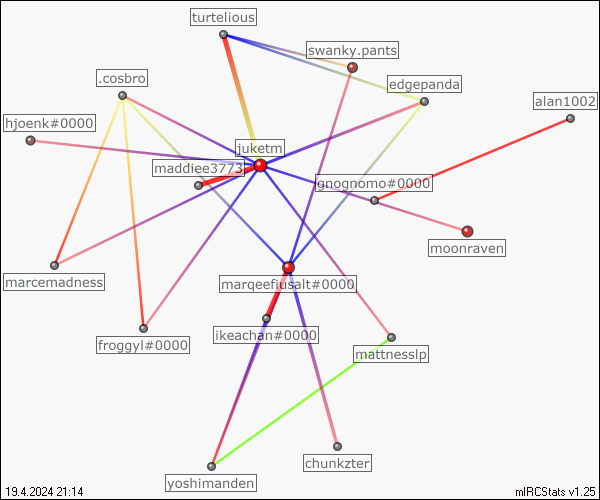 turtelious
swanky.pants
.cosbro
edgepanda
alan1002
hjoenk#0000
juketm
maddiee3773
gnognomo#0000
moonraven
marcemadness
marqeefiusalt#0000
froggyl#0000
ikeachan#0000
mattnesslp
chunkzter
yoshimanden
19.4.2024 21:14
mIRCStats v1.25